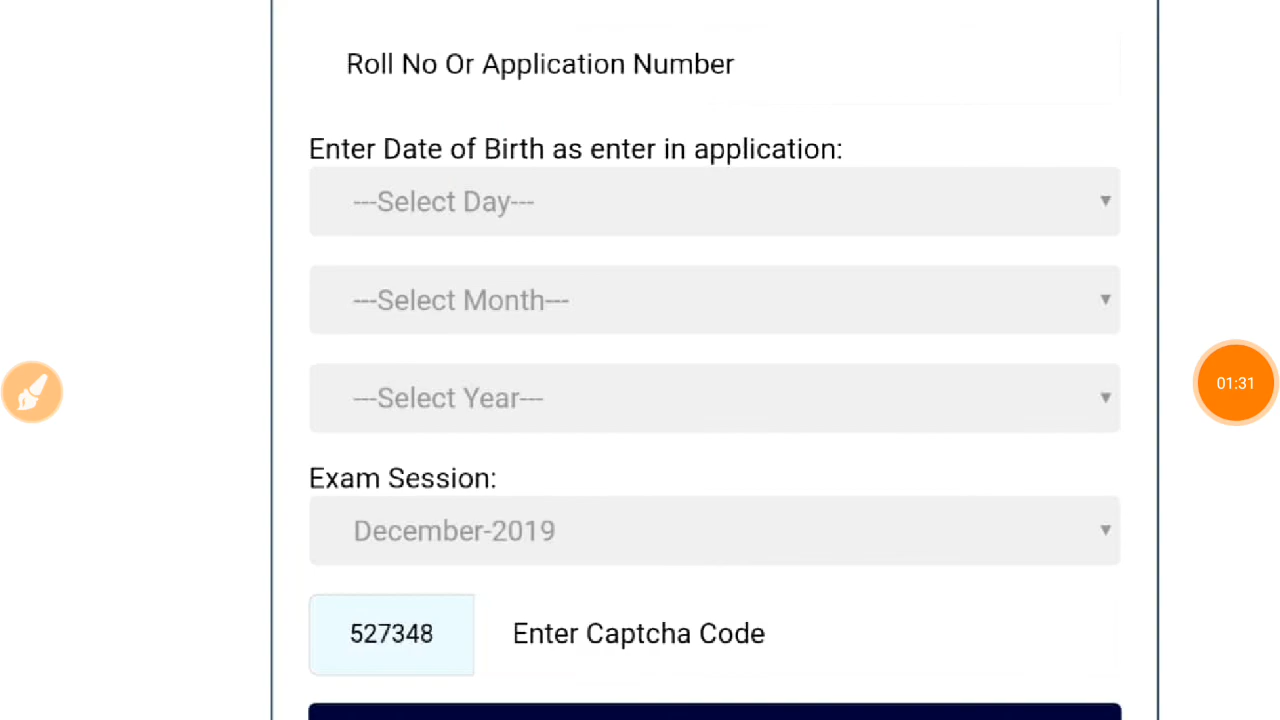 Roll No Or Application Number
Enter Date of Birth as enter in application:
---Select Day---
---Select Month---
---Select Year---
01:31
Exam Session:
December-2019
527348 Enter Captcha Code